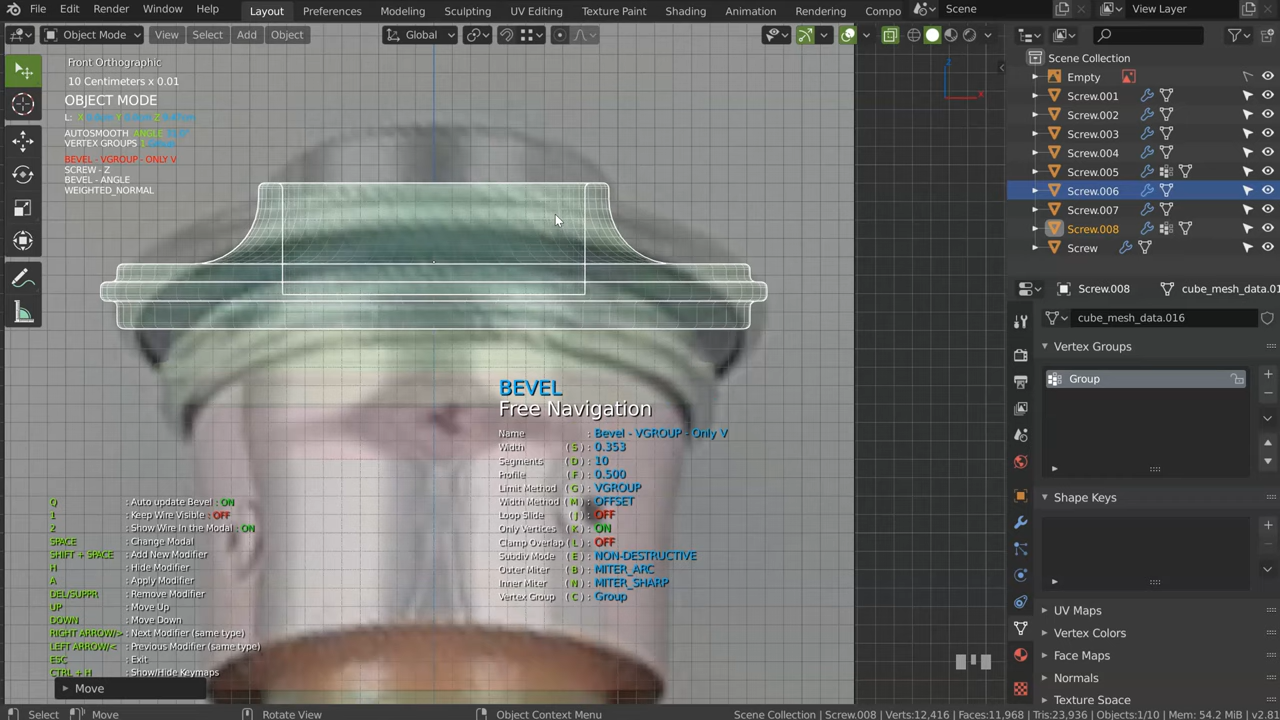 File Edit Render Window Help
Layout Preferences Modeling Sculpting UV Editing Texture Paint Shading Animation Rendering Compo
Scene View Layer
Object Mode View Select Add Object Global
Front Orthographic
10 Centimeters x 0.01
OBJECT MODE
AUTOSMOOTH ANGLE
VERTEX GROUPS
BEVEL - VGROUP - ONLY V
SCREW - Z
BEVEL - ANGLE
WEIGHTED_NORMAL
BEVEL
Free Navigation
Name : Bevel - VGROUP - Only V
Width ( S ) : 0.353
Segments ( D ) : 10
Profile ( F ) : 0.500
Limit Method ( G ) : VGROUP
Width Method ( M ) : OFFSET
Loop Slide ( J ) : OFF
Only Vertices ( X ) : ON
Clamp Overlap ( L ) : OFF
Subdiv Mode ( E ) : NON-DESTRUCTIVE
Outer Miter ( B ) : MITER_ARC
Inner Miter ( N ) : MITER_SHARP
Vertex Group ( C ) : Group
Q : Auto update Bevel : ON
1 : Keep Wire Visible : OFF
2 : Show Wire In the Modal : ON
SPACE : Change Modal
SHIFT + SPACE : Add New Modifier
H : Hide Modifier
A : Apply Modifier
DEL/SUPPR : Remove Modifier
UP : Move Up
DOWN : Move Down
RIGHT ARROW/> : Next Modifier (same type)
LEFT ARROW/< : Previous Modifier (same type)
ESC : Exit
CTRL + H : Show/Hide Keymaps
Move
Scene Collection
Empty
Screw.001
Screw.002
Screw.003
Screw.004
Screw.005
Screw.006
Screw.007
Screw.008
Screw
Screw.008 cube_mesh_data.01
cube_mesh_data.016
Vertex Groups
Group
Shape Keys
UV Maps
Vertex Colors
Face Maps
Normals
Texture Space
Select Move Rotate View Object Context Menu Scene Collection | Screw.008 | Verts:12,416 | Faces:11,968 | Tris:23,936 | Objects:1/10 | Mem: 54.2 MiB | v2.8